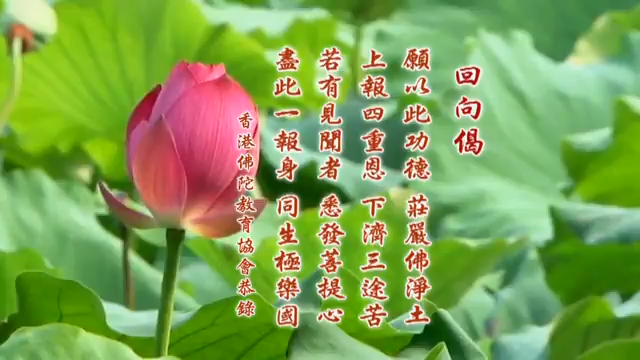 回向偈
願以此功德 莊嚴佛淨土
上報四重恩 下濟三途苦
若有見聞者 悉發菩提心
盡此一報身 同生極樂國
香港佛陀教育協會恭錄